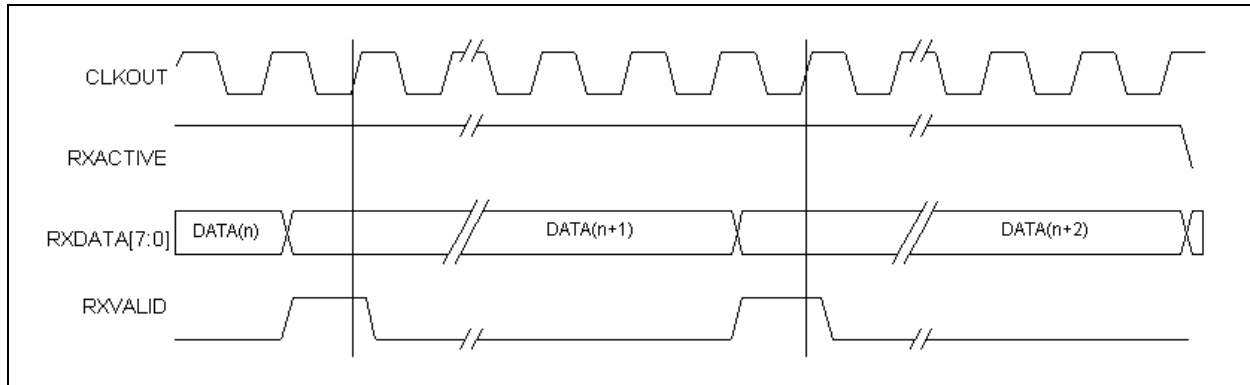 CLKOUT
RXACTIVE
RXDATA[7:0]
DATA(n)
DATA(n+1)
DATA(n+2)
RXVALID